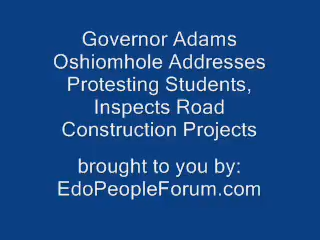 Governor Adams
Oshiomhole Addresses
Protesting Students,
Inspects Road
Construction Projects
brought to you by:
EdoPeopleForum.com